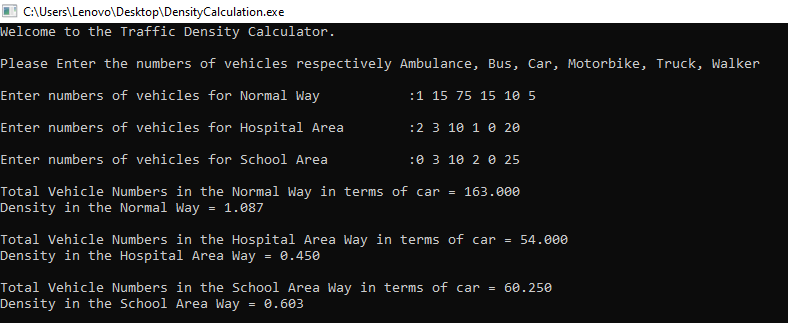 C:\Users\Lenovo\Desktop\DensityCalculation.exe
Welcome to the Traffic Density Calculator.
Please Enter the numbers of vehicles respectively Ambulance, Bus, Car, Motorbike, Truck, Walker
Enter numbers of vehicles for Normal Way :1 15 75 15 10 5
Enter numbers of vehicles for Hospital Area :2 3 10 1 0 20
Enter numbers of vehicles for School Area :0 3 10 2 0 25
Total Vehicle Numbers in the Normal Way in terms of car = 163.000
Density in the Normal Way = 1.087
Total Vehicle Numbers in the Hospital Area Way in terms of car = 54.000
Density in the Hospital Area Way = 0.450
Total Vehicle Numbers in the School Area Way in terms of car = 60.250
Density in the School Area Way = 0.603